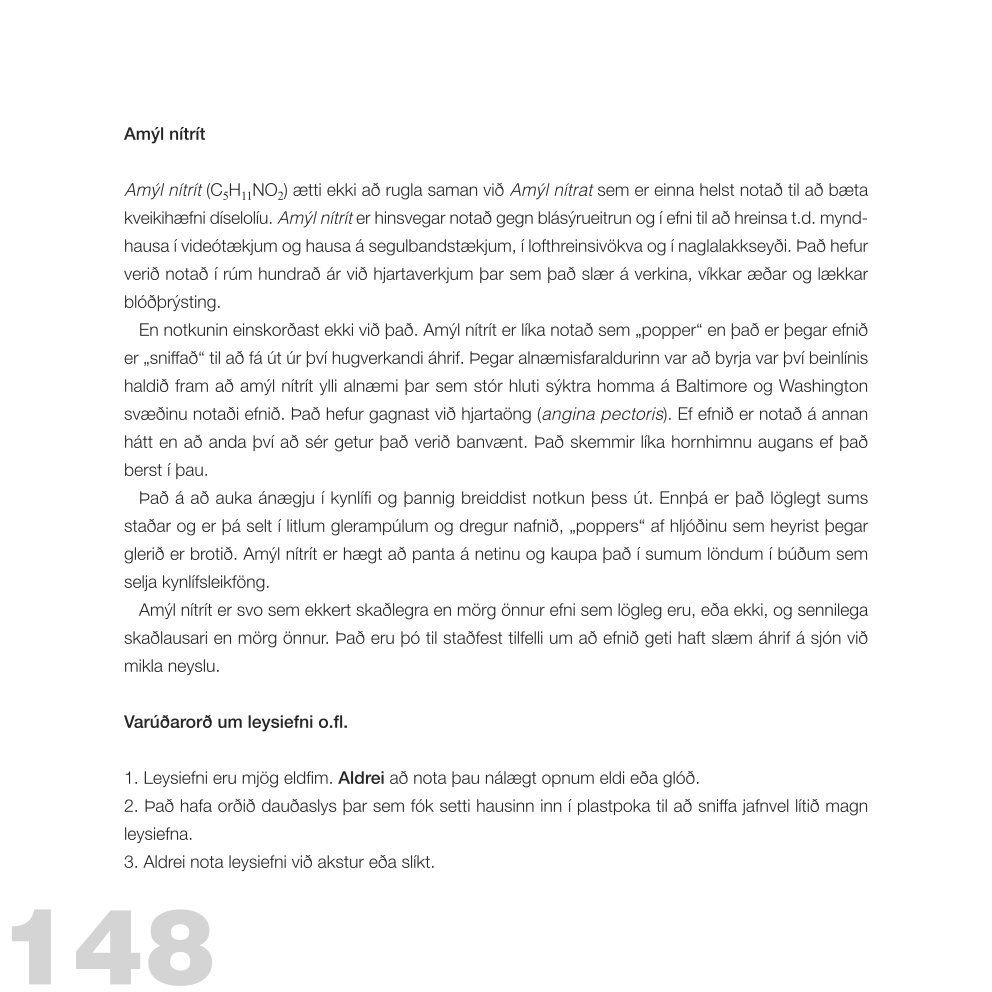 Amýl nítrít
Amýl nítrít (C₅H₁₁NO₂) ætti ekki að rugla saman við Amýl nítrat sem er einna helst notað til að bæta
kveikihæfni díselolíu. Amýl nítrít er hinsvegar notað gegn blásýrueitrun og í efni til að hreinsa t.d. mynd-
hausa í videótækjum og hausa á segulbandstækjum, í lofthreinsivökva og í naglalakkseyði. Það hefur
verið notað í rúm hundrað ár við hjartaverkjum þar sem það slær á verkina, víkkar æðar og lækkar
blóðþrýsting.
En notkunin einskorðast ekki við það. Amýl nítrít er líka notað sem „popper“ en það er þegar efnið
er „sniffað“ til að fá út úr því hugverkandi áhrif. Þegar alnæmisfaraldurinn var að byrja var því beinlínis
haldið fram að amýl nítrít ylli alnæmi þar sem stór hluti sýktra homma á Baltimore og Washington
svæðinu notaði efnið. Það hefur gagnast við hjartaöng (angina pectoris). Ef efnið er notað á annan
hátt en að anda því að sér getur það verið banvænt. Það skemmir líka hornhimnu augans ef það
berst í þau.
Það á að auka ánægju í kynlífi og þannig breiddist notkun þess út. Ennþá er það löglegt sums
staðar og er þá selt í litlum glerampúlum og dregur nafnið, „poppers“ af hljóðinu sem heyrist þegar
glerið er brotið. Amýl nítrít er hægt að panta á netinu og kaupa það í sumum löndum í búðum sem
selja kynlífsleikföng.
Amýl nítrít er svo sem ekkert skaðlegra en mörg önnur efni sem lögleg eru, eða ekki, og sennilega
skaðlausari en mörg önnur. Það eru þó til staðfest tilfelli um að efnið geti haft slæm áhrif á sjón við
mikla neyslu.
Varúðarorð um leysiefni o.fl.
1. Leysiefni eru mjög eldfim. Aldrei að nota þau nálægt opnum eldi eða glóð.
2. Það hafa orðið dauðaslys þar sem fók setti hausinn inn í plastpoka til að sniffa jafnvel lítið magn
leysiefna.
3. Aldrei nota leysiefni við akstur eða slíkt.
148